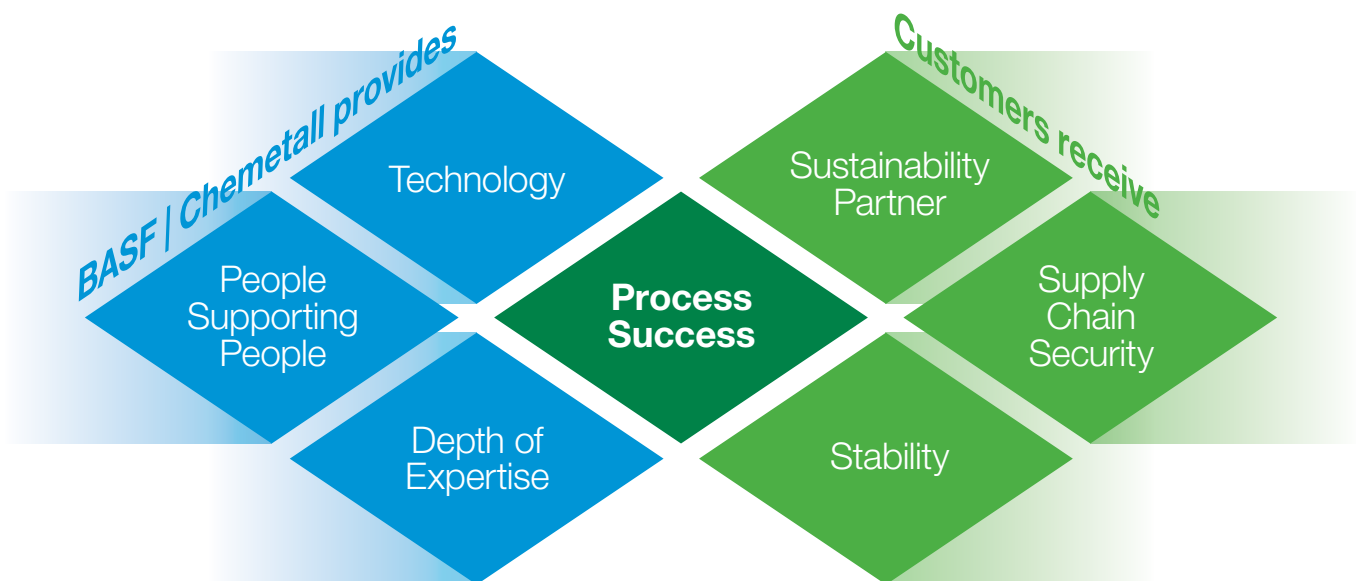 BASF | Chemetall provides
Technology
People
Supporting
People
Depth of
Expertise
Process
Success
Customers receive
Sustainability
Partner
Supply
Chain
Security
Stability